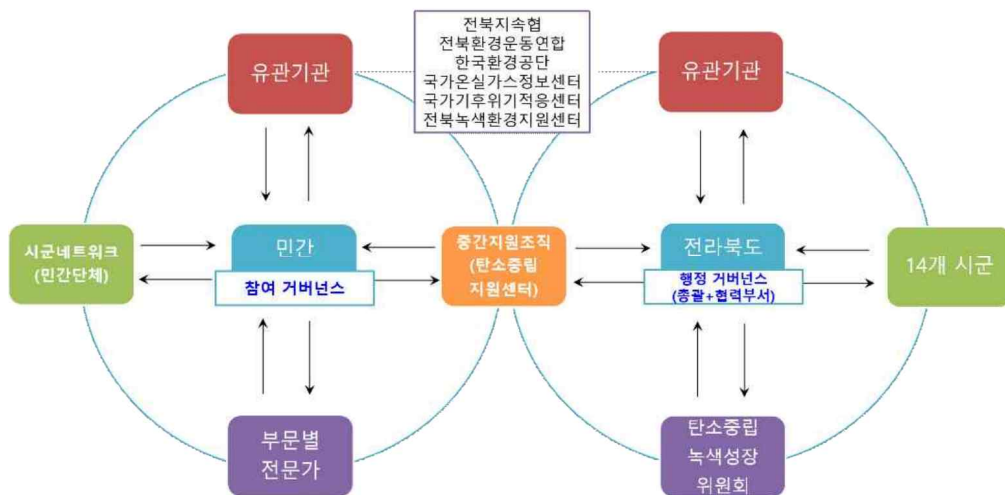 유관기관
전북지속협
전북환경운동연합
한국환경공단
국가온실가스정보센터
국가기후위기적응센터
전북녹색환경지원센터
유관기관
시군네트워크
(민간단체)
민간
참여 거버넌스
중간지원조직
(탄소중립
지원센터)
전라북도
행정 거버넌스
(총괄+협력부서)
14개 시군
부문별
전문가
탄소중립
녹색성장
위원회